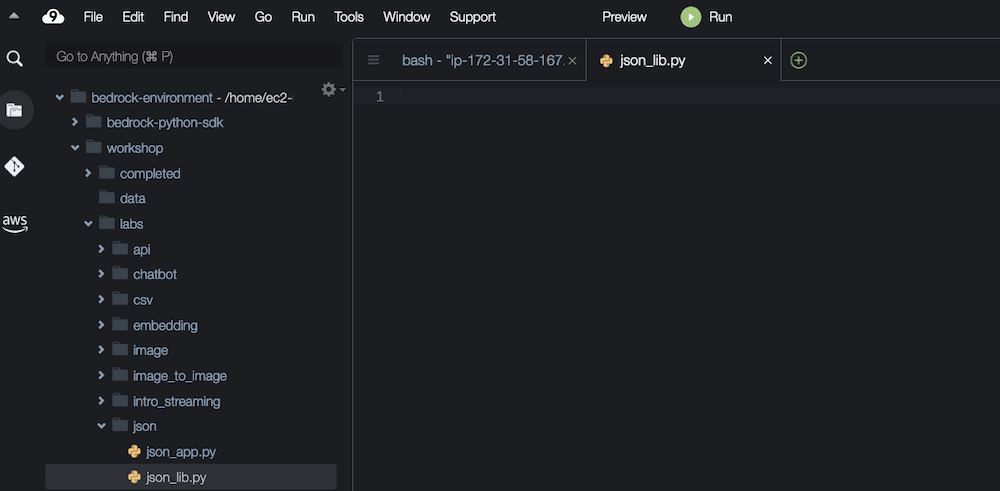 9 File Edit Find View Go Run Tools Window Support Preview Run
Go to Anything (⌘ P)
bash - "ip-172-31-58-167. ×
json_lib.py ×
1
bedrock-environment - /home/ec2-
bedrock-python-sdk
workshop
completed
data
labs
api
chatbot
csv
embedding
image
image_to_image
intro_streaming
json
json_app.py
json_lib.py
aws